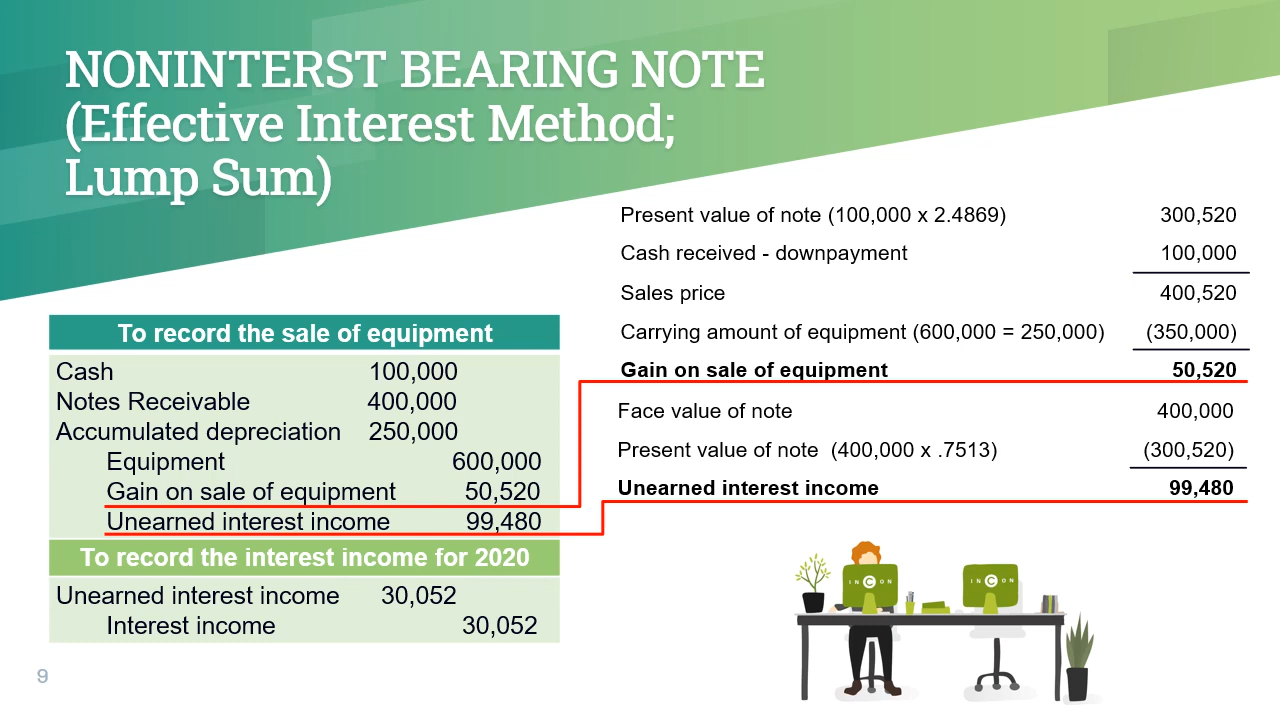 NONINTERST BEARING NOTE
(Effective Interest Method;
Lump Sum)
Present value of note (100,000 x 2.4869) 300,520
Cash received - downpayment 100,000
Sales price 400,520
Carrying amount of equipment (600,000 = 250,000) (350,000)
Gain on sale of equipment 50,520
Face value of note 400,000
Present value of note (400,000 x .7513) (300,520)
Unearned interest income 99,480
To record the sale of equipment
Cash 100,000
Notes Receivable 400,000
Accumulated depreciation 250,000
Equipment 600,000
Gain on sale of equipment 50,520
Unearned interest income 99,480
To record the interest income for 2020
Unearned interest income 30,052
Interest income 30,052
INCON
INCON
9